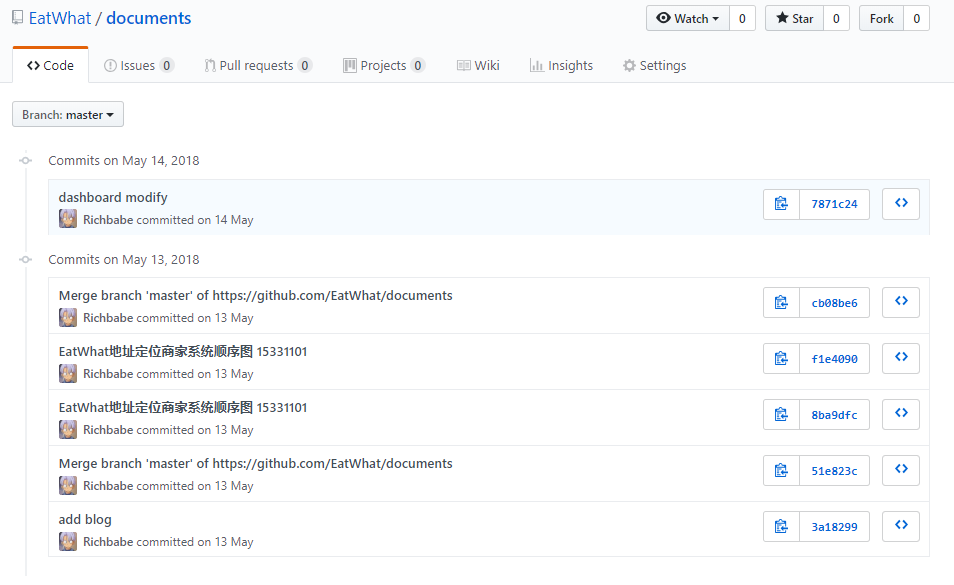 EatWhat / documents
Watch 0 Star 0 Fork 0
Code Issues 0 Pull requests 0 Projects 0 Wiki Insights Settings
Branch: master
Commits on May 14, 2018
dashboard modify
Richbabe committed on 14 May
7871c24
Commits on May 13, 2018
Merge branch 'master' of https://github.com/EatWhat/documents
Richbabe committed on 13 May
cb08be6
EatWhat地址定位商家系统顺序图 15331101
Richbabe committed on 13 May
f1e4090
EatWhat地址定位商家系统顺序图 15331101
Richbabe committed on 13 May
8ba9dfc
Merge branch 'master' of https://github.com/EatWhat/documents
Richbabe committed on 13 May
51e823c
add blog
Richbabe committed on 13 May
3a18299